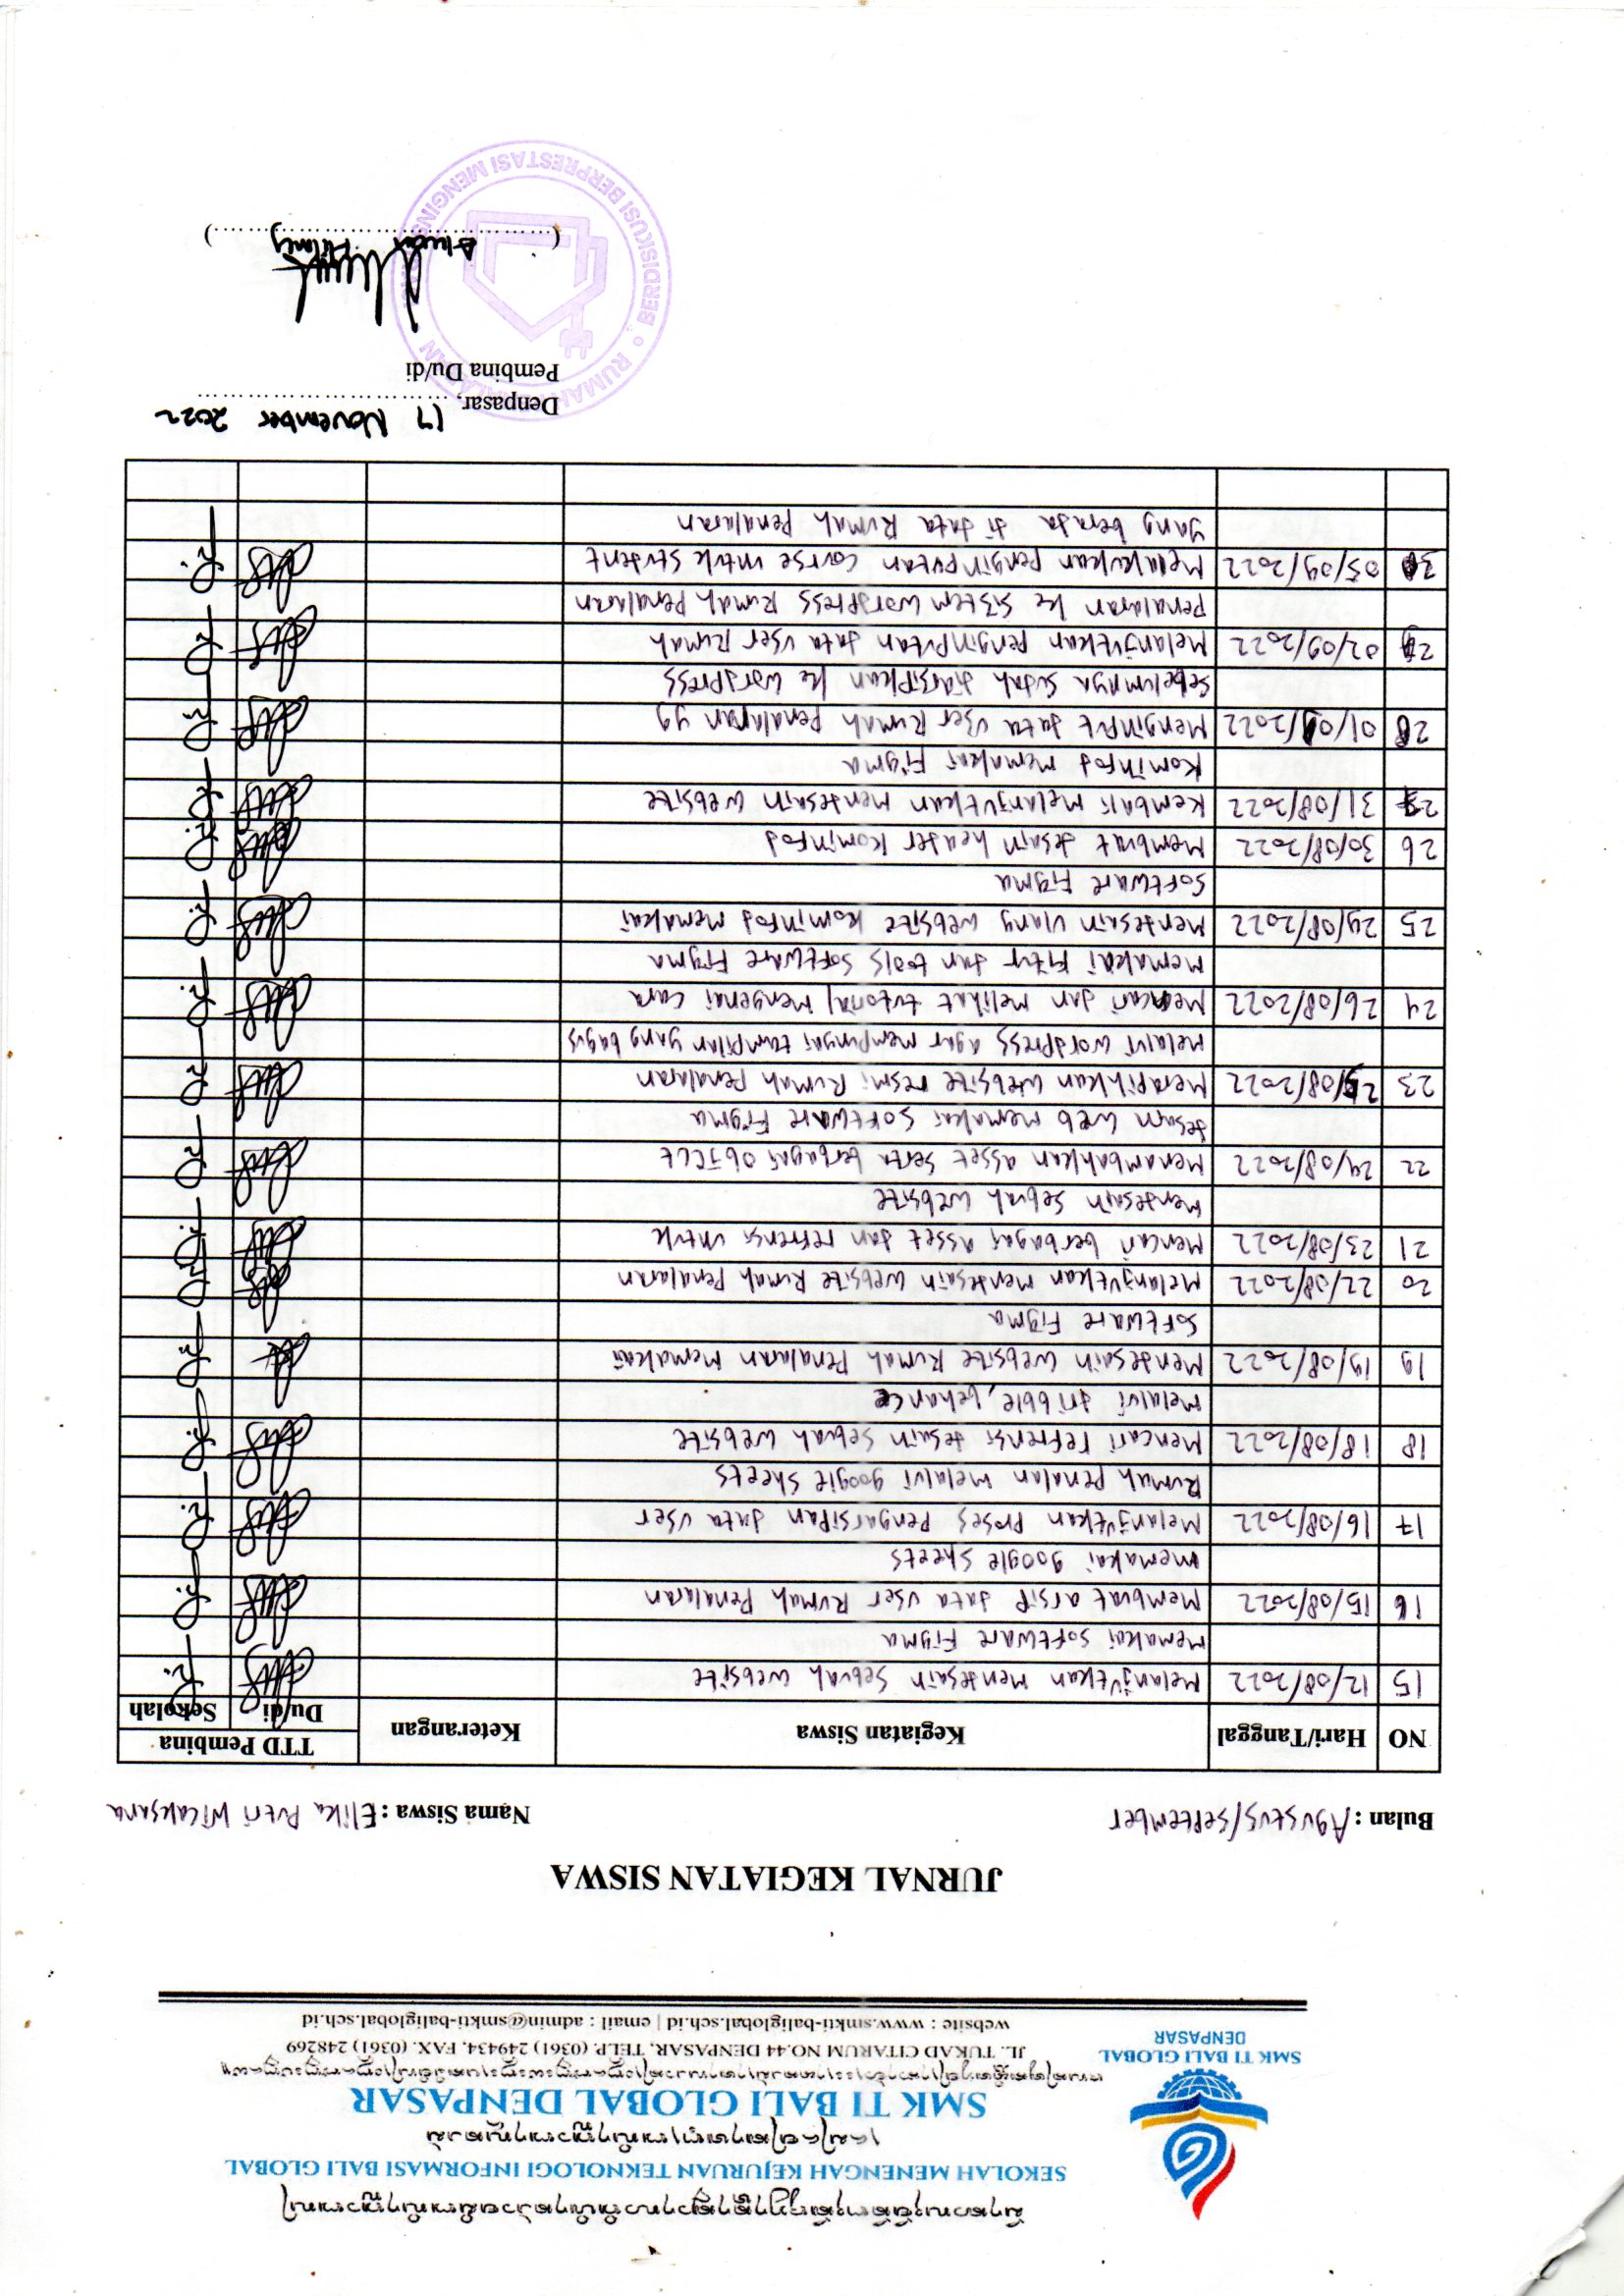 SEKOLAH MENENGAH KEJURUAN TEKNOLOGI INFORMASI BALI GLOBAL
SMK TI BALI GLOBAL DENPASAR
SMK TI BALI GLOBAL
DENPASAR
JL. TUKAD CITARUM NO.44 DENPASAR, TELP. (0361) 249434, FAX. (0361) 248269
website : www.smkti-baliglobal.sch.id | email : admin@smkti-baliglobal.sch.id
JURNAL KEGIATAN SISWA
Bulan : Agustus/September Nama Siswa : Elika Putri Wicaksana
NO Hari/Tanggal Kegiatan Siswa Keterangan TTD Pembina
Du/di Sekolah
15 12/08/2022 Melanjutkan mendesain sebuah website
memakai software Figma
16 15/08/2022 Membuat arsip data user Rumah Penalaran
memakai google sheets
17 16/08/2022 Melanjutkan proses pengarsipan data user
Rumah penalan melalui google sheets
18 18/08/2022 Mencari refrensi desain sebuah website
melalui dribble, behance
19 19/08/2022 Mendesain website Rumah Penalaran memakai
software Figma
20 22/08/2022 Melanjutkan mendesain website Rumah Penalaran
21 23/08/2022 Mencari berbagai asset dan refrensi untuk
mendesain sebuah website
22 24/08/2022 Menambahkan asset serta berbagai object
desain web memakai software Figma
23 25/08/2022 Merapihkan website resmi Rumah penalaran
melalui wordpress agar mempunyai tampilan yang bagus
24 26/08/2022 Mencari dan melihat tutorial mengenai cara
memakai fitur dan tools software Figma
25 29/08/2022 Mendesain ulang website kominfod memakai
software Figma
26 30/08/2022 Membuat desain header kominfod
27 31/08/2022 Kembali melanjutkan mendesain website
kominfod memakai Figma
28 01/09/2022 Menginput data user Rumah penalaran yg
sebelumnya sudah diarsipkan ke wordpress
29 02/09/2022 Melanjutkan penginputan data user Rumah
penalaran ke sistem wordpress Rumah Penalaran
30 05/09/2022 Melakukan penginputan course untuk student
yang berada di data Rumah Penalaran
Denpasar, 17 November 2022
Pembina Du/di
RUMAH PENALARAN
BERDISKUSI BERPRESTASI